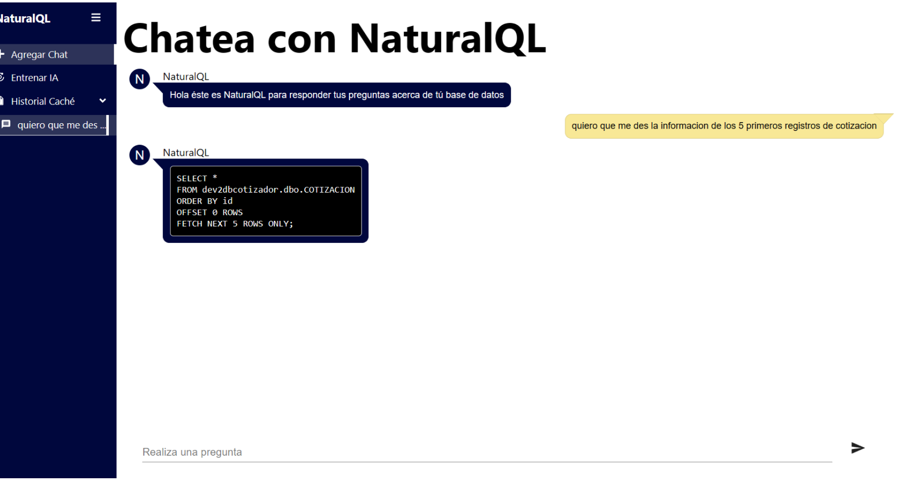 NaturalQL
Agregar Chat
Entrenar IA
Historial Caché
quiero que me des ...
Chatea con NaturalQL
N
NaturalQL
Hola éste es NaturalQL para responder tus preguntas acerca de tú base de datos
quiero que me des la informacion de los 5 primeros registros de cotizacion
N
NaturalQL
SELECT *
FROM dev2dbcotizador.dbo.COTIZACION
ORDER BY id
OFFSET 0 ROWS
FETCH NEXT 5 ROWS ONLY;
Realiza una pregunta